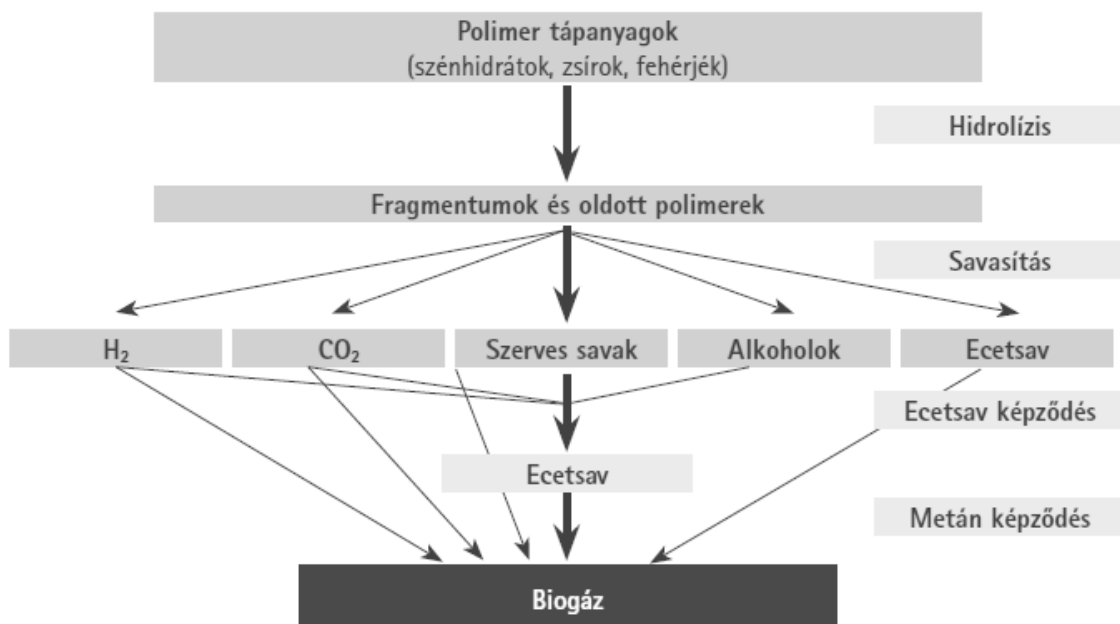 Polimer tápanyagok
(szénhidrátok, zsírok, fehérjék)
Hidrolízis
Fragmentumok és oldott polimerek
Savasítás
H₂
CO₂
Szerves savak
Alkoholok
Ecetsav
Ecetsav képződés
Ecetsav
Metán képződés
Biogáz